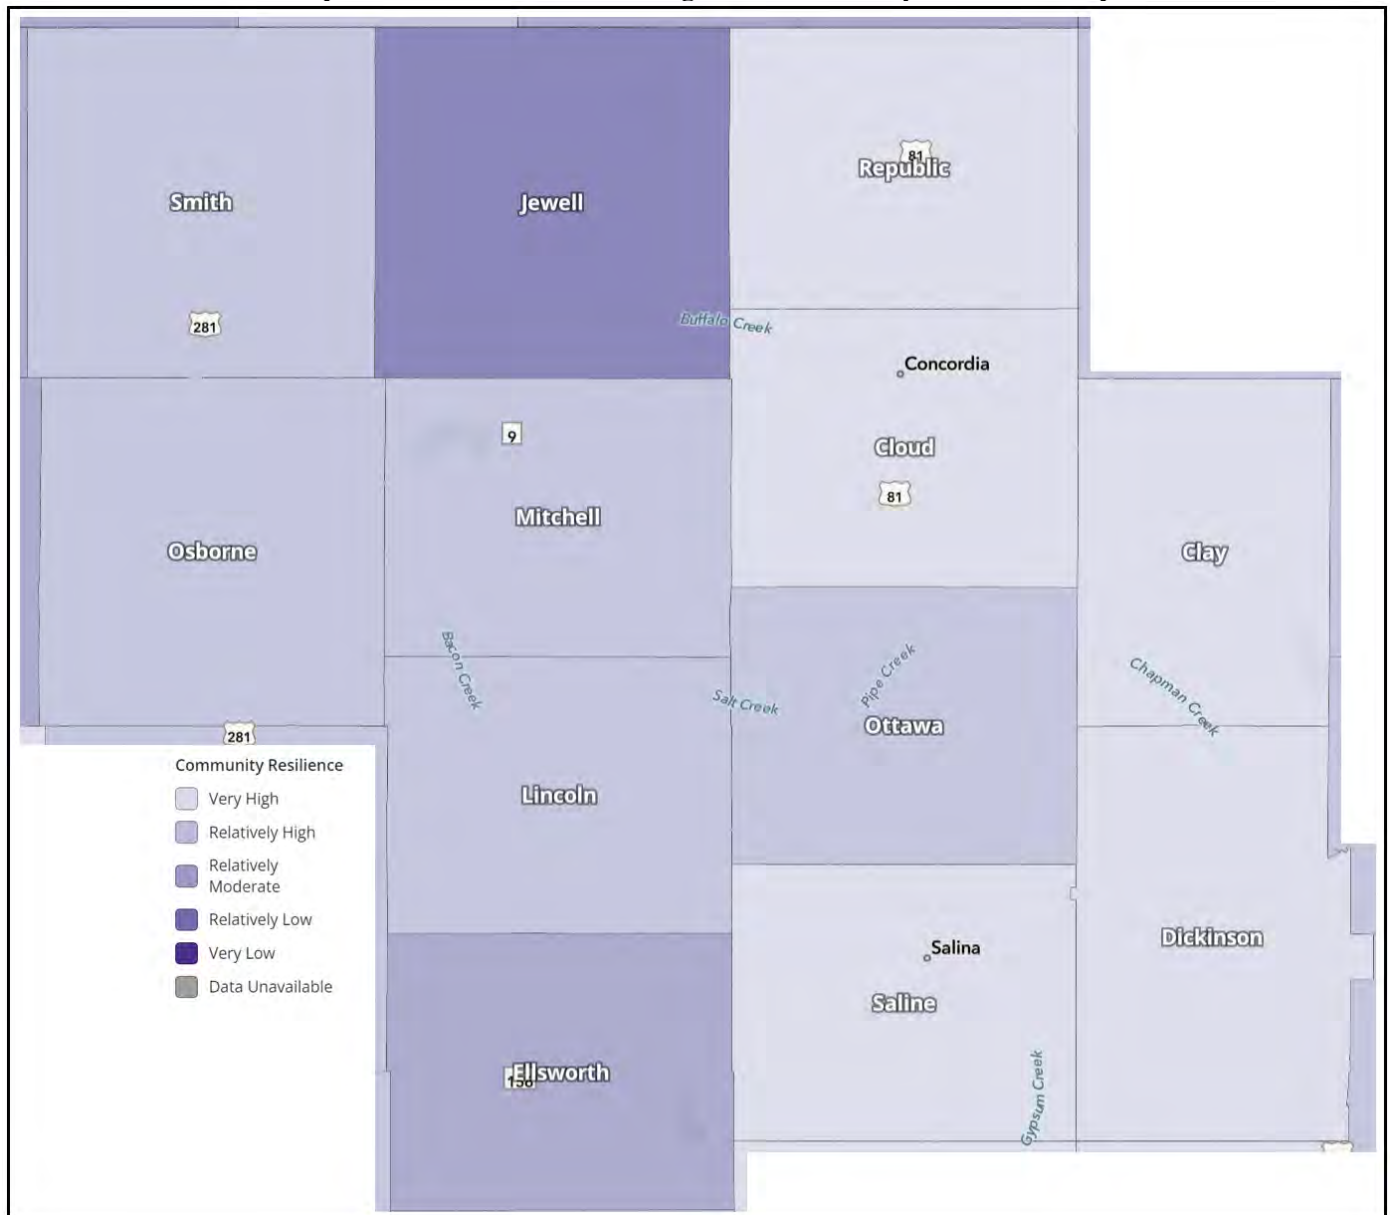 81
Republic
Smith
Jewell
281
Buffalo Creek
Concordia
9
Cloud
81
Mitchell
Osborne
Clay
Bacon Creek
Pipe Creek
Chapman Creek
Salt Creek
Ottawa
281
Community Resilience
Very High
Relatively High
Relatively
Moderate
Relatively Low
Very Low
Data Unavailable
Lincoln
Dickinson
Salina
Saline
Ellsworth
Gypsum Creek